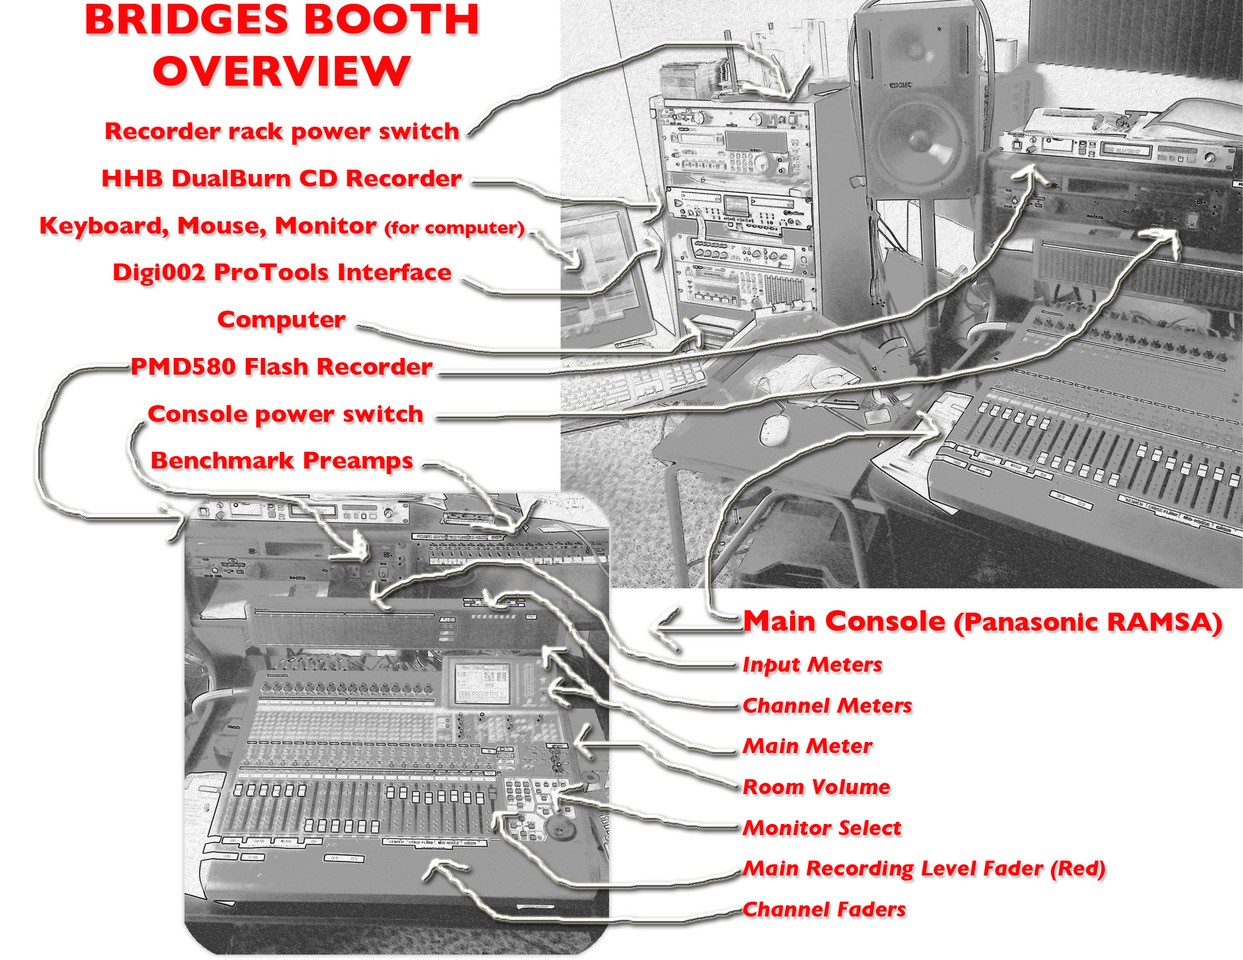 BRIDGES BOOTH
OVERVIEW
Recorder rack power switch
HHB DualBurn CD Recorder
Keyboard, Mouse, Monitor (for computer)
Digi002 ProTools Interface
Computer
PMD580 Flash Recorder
Console power switch
Benchmark Preamps
Main Console (Panasonic RAMSA)
Input Meters
Channel Meters
Main Meter
Room Volume
Monitor Select
Main Recording Level Fader (Red)
Channel Faders